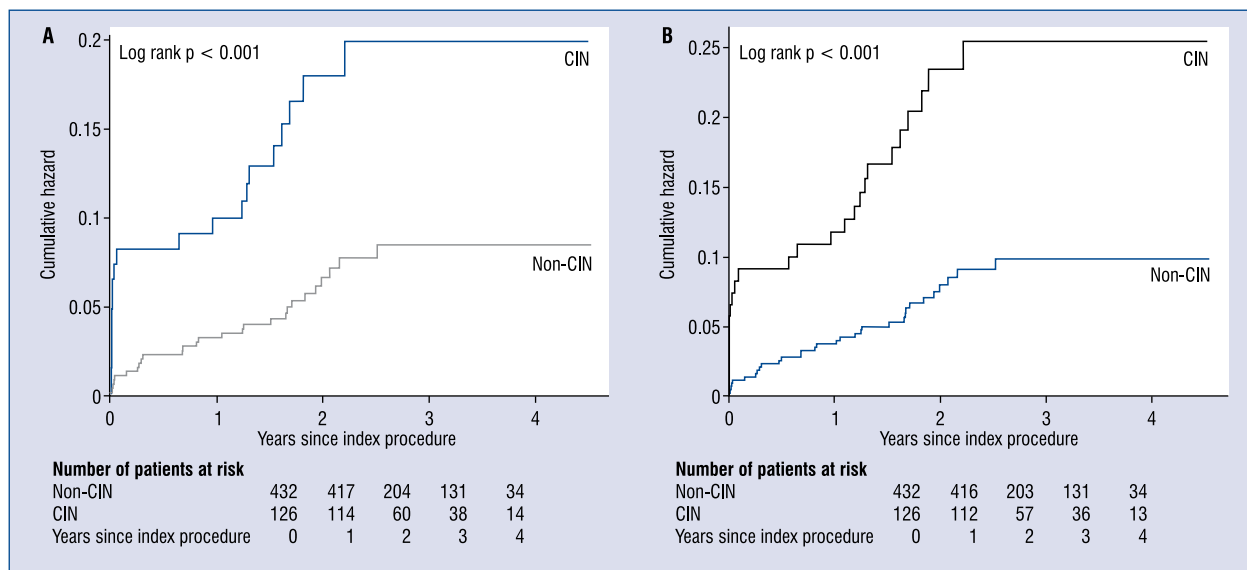 A
Log rank p < 0.001
CIN
Non-CIN
Cumulative hazard
0.2
0.15
0.1
0.05
0
0 1 2 3 4
Years since index procedure
Number of patients at risk
Non-CIN 432 417 204 131 34
CIN 126 114 60 38 14
Years since index procedure 0 1 2 3 4
B
Log rank p < 0.001
CIN
Non-CIN
Cumulative hazard
0.25
0.2
0.15
0.1
0.05
0
0 1 2 3 4
Years since index procedure
Number of patients at risk
Non-CIN 432 416 203 131 34
CIN 126 112 57 36 13
Years since index procedure 0 1 2 3 4